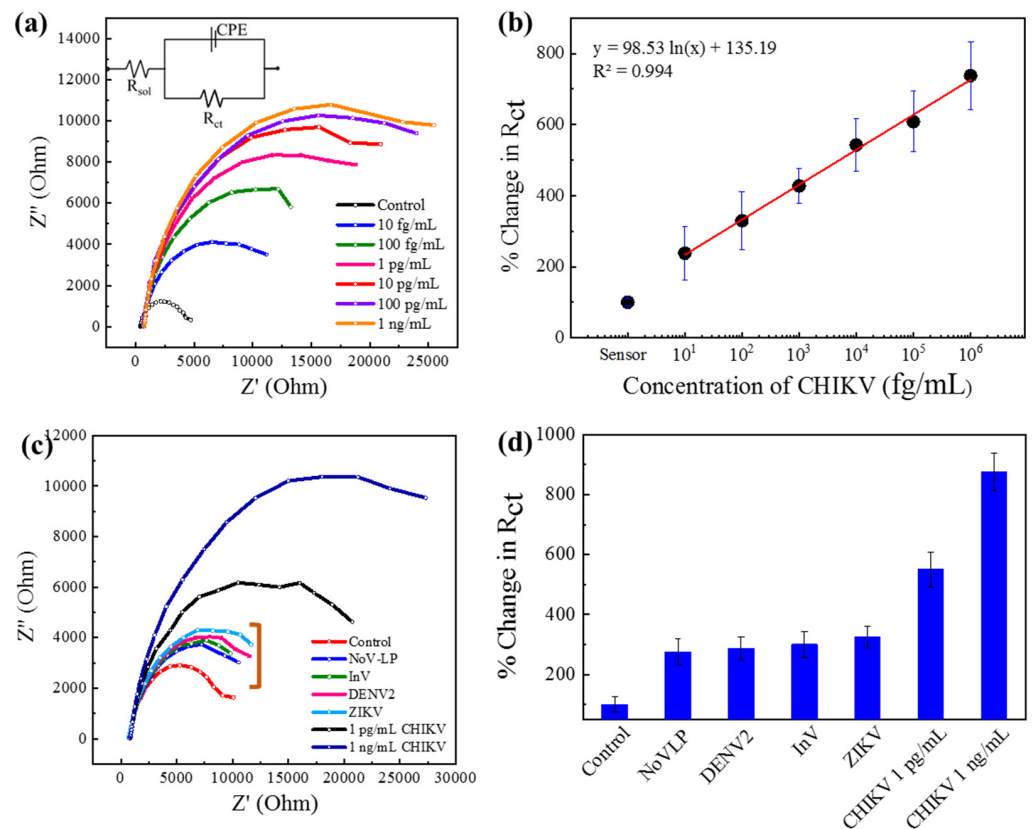 (a)
14000
12000
10000
8000
6000
4000
2000
0
Z'' (Ohm)
CPE
R_sol
R_ct
Control
10 fg/mL
100 fg/mL
1 pg/mL
10 pg/mL
100 pg/mL
1 ng/mL
0 5000 10000 15000 20000 25000
Z' (Ohm)
(b)
800
600
400
200
0
% Change in R_ct
y = 98.53 ln(x) + 135.19
R² = 0.994
Sensor 10¹ 10² 10³ 10⁴ 10⁵ 10⁶
Concentration of CHIKV (fg/mL)
(c)
12000
10000
8000
6000
4000
2000
0
Z'' (Ohm)
Control
NoV-LP
InV
DENV2
ZIKV
1 pg/mL CHIKV
1 ng/mL CHIKV
0 5000 10000 15000 20000 25000 30000
Z' (Ohm)
(d)
1000
800
600
400
200
% Change in R_ct
Control
NoVLP
DENV2
InV
ZIKV
CHIKV 1 pg/mL
CHIKV 1 ng/mL